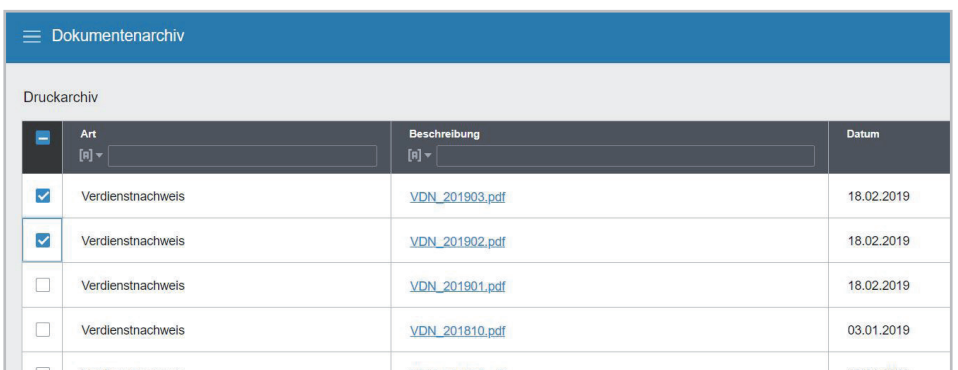 Dokumentenarchiv
Druckarchiv
Art Beschreibung Datum
[A] [A]
Verdienstnachweis VDN_201903.pdf 18.02.2019
Verdienstnachweis VDN_201902.pdf 18.02.2019
Verdienstnachweis VDN_201901.pdf 18.02.2019
Verdienstnachweis VDN_201810.pdf 03.01.2019